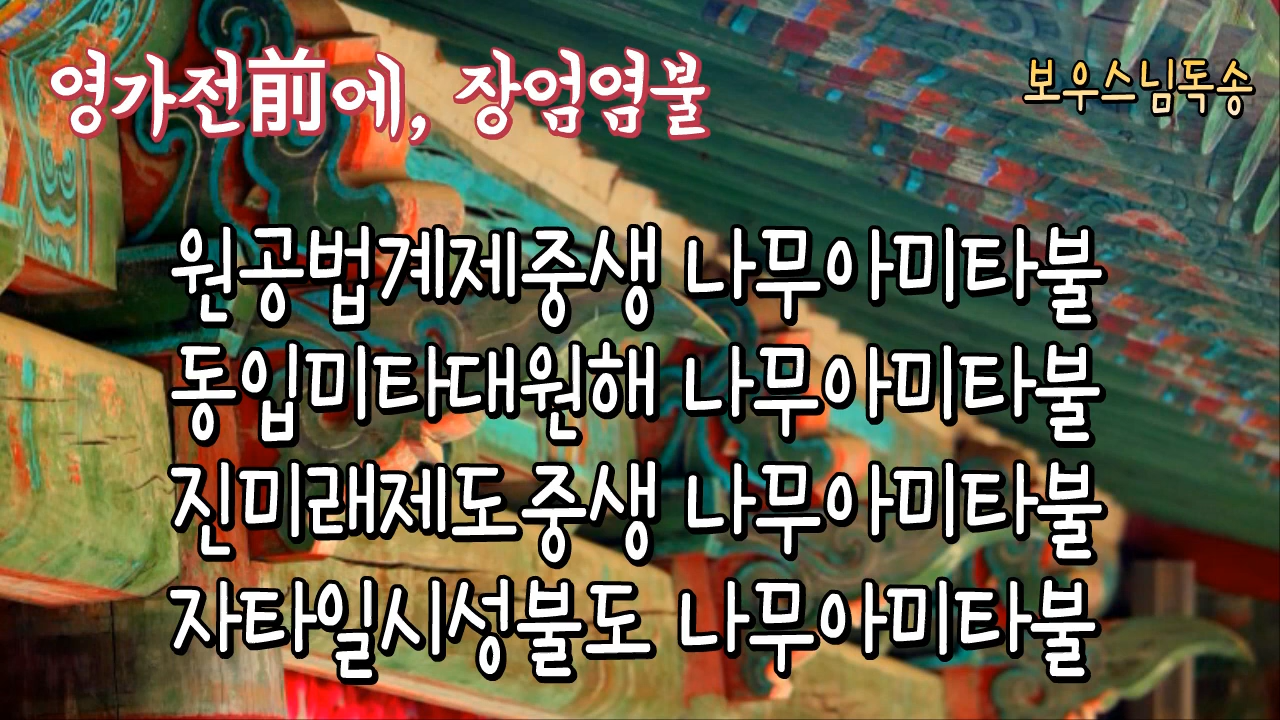 영가전前에, 장엄염불
보우스님독송
원공법계제중생 나무아미타불
동입미타대원해 나무아미타불
진미래제도중생 나무아미타불
자타일시성불도 나무아미타불